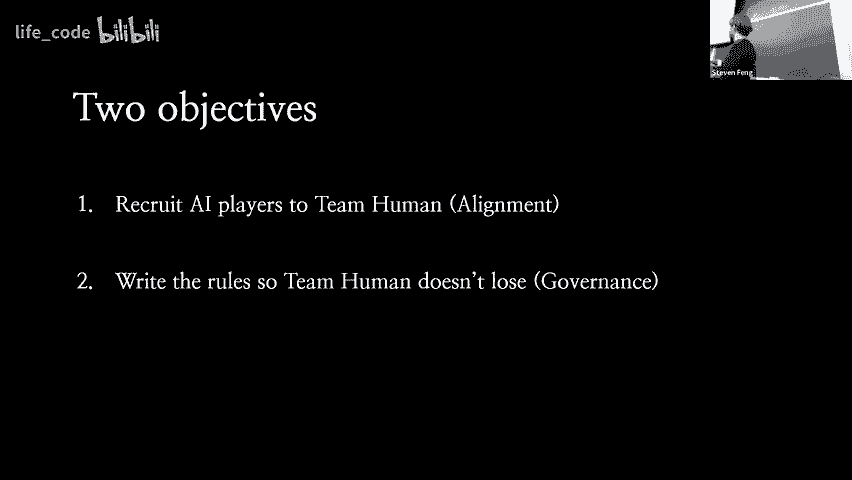 life_code bilibili
Steven Feng
Two objectives
1. Recruit AI players to Team Human (Alignment)
2. Write the rules so Team Human doesn't lose (Governance)